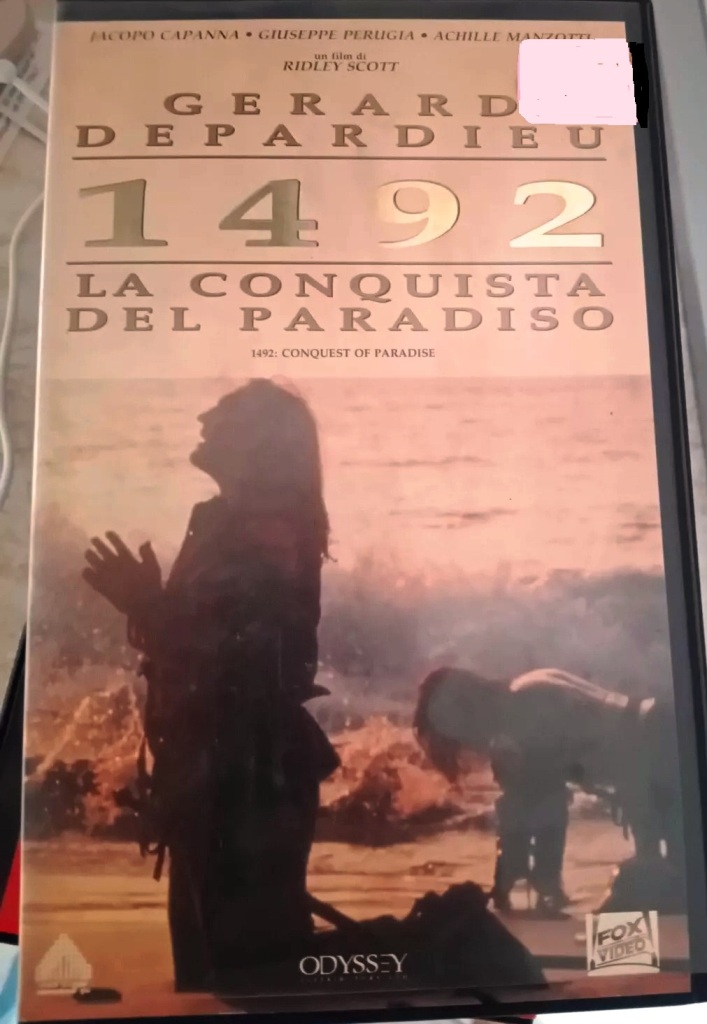 JACOPO CAPANNA • GIUSEPPE PERUGIA • ACHILLE MANZOTTI
un film di
RIDLEY SCOTT
GERARD
DEPARDIEU
1492
LA CONQUISTA
DEL PARADISO
1492: CONQUEST OF PARADISE
ODYSSEY
FOX
VIDEO